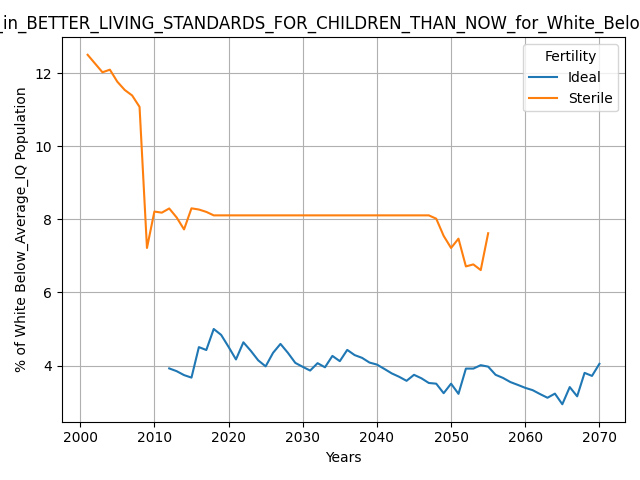 _in_BETTER_LIVING_STANDARDS_FOR_CHILDREN_THAN_NOW_for_White_Belo
Fertility
Ideal
Sterile
% of White Below_Average_IQ Population
12
10
8
6
4
2000 2010 2020 2030 2040 2050 2060 2070
Years